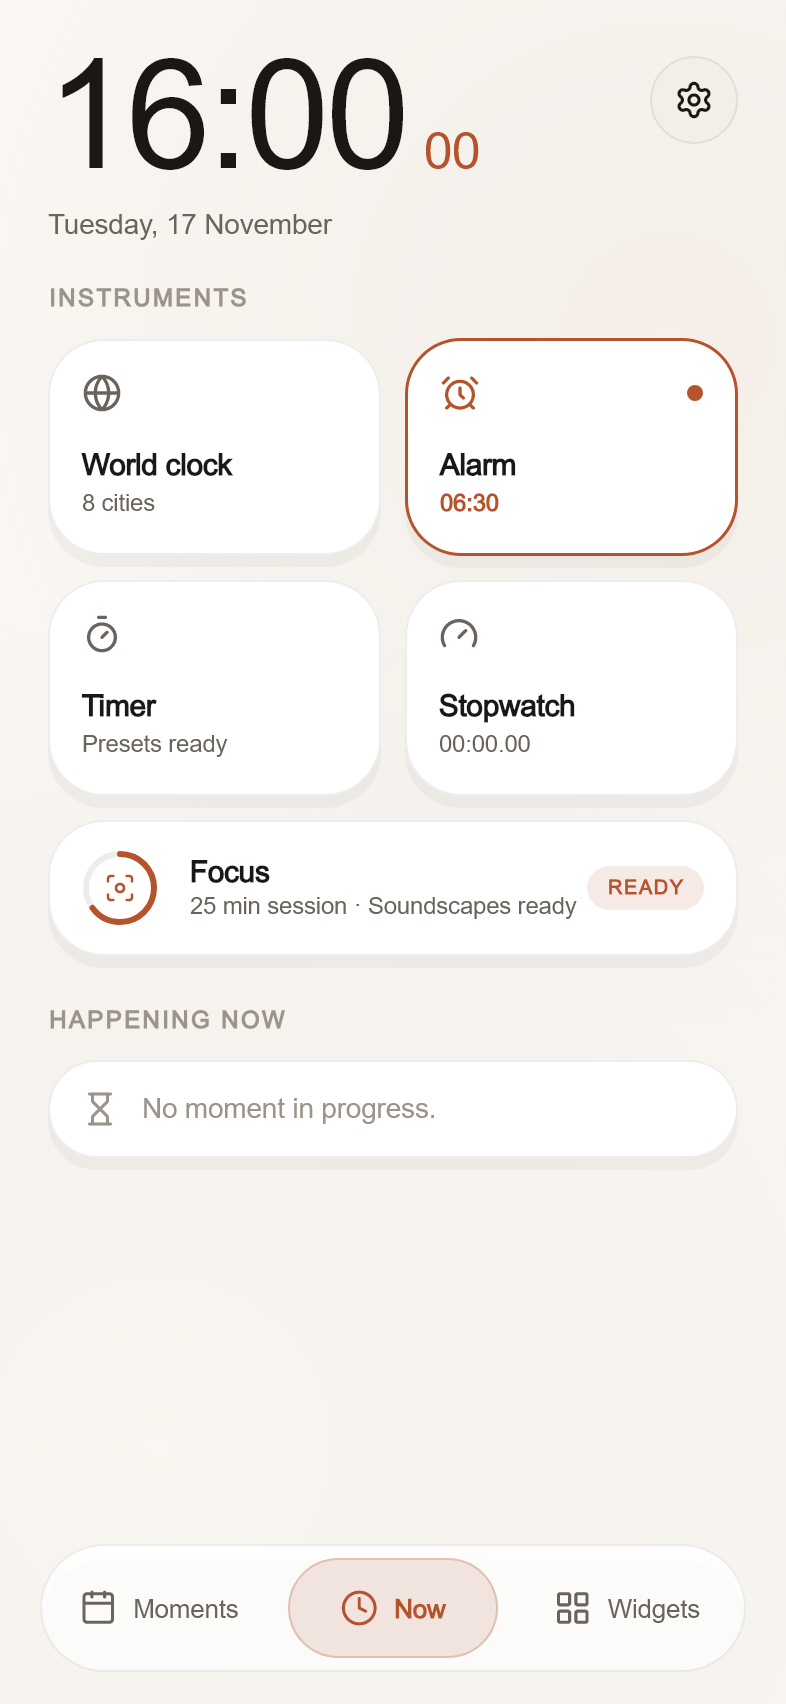 16:00 00
Tuesday, 17 November
INSTRUMENTS
World clock
8 cities
Alarm
06:30
Timer
Presets ready
Stopwatch
00:00.00
Focus
25 min session · Soundscapes ready
READY
HAPPENING NOW
No moment in progress.
Moments
Now
Widgets